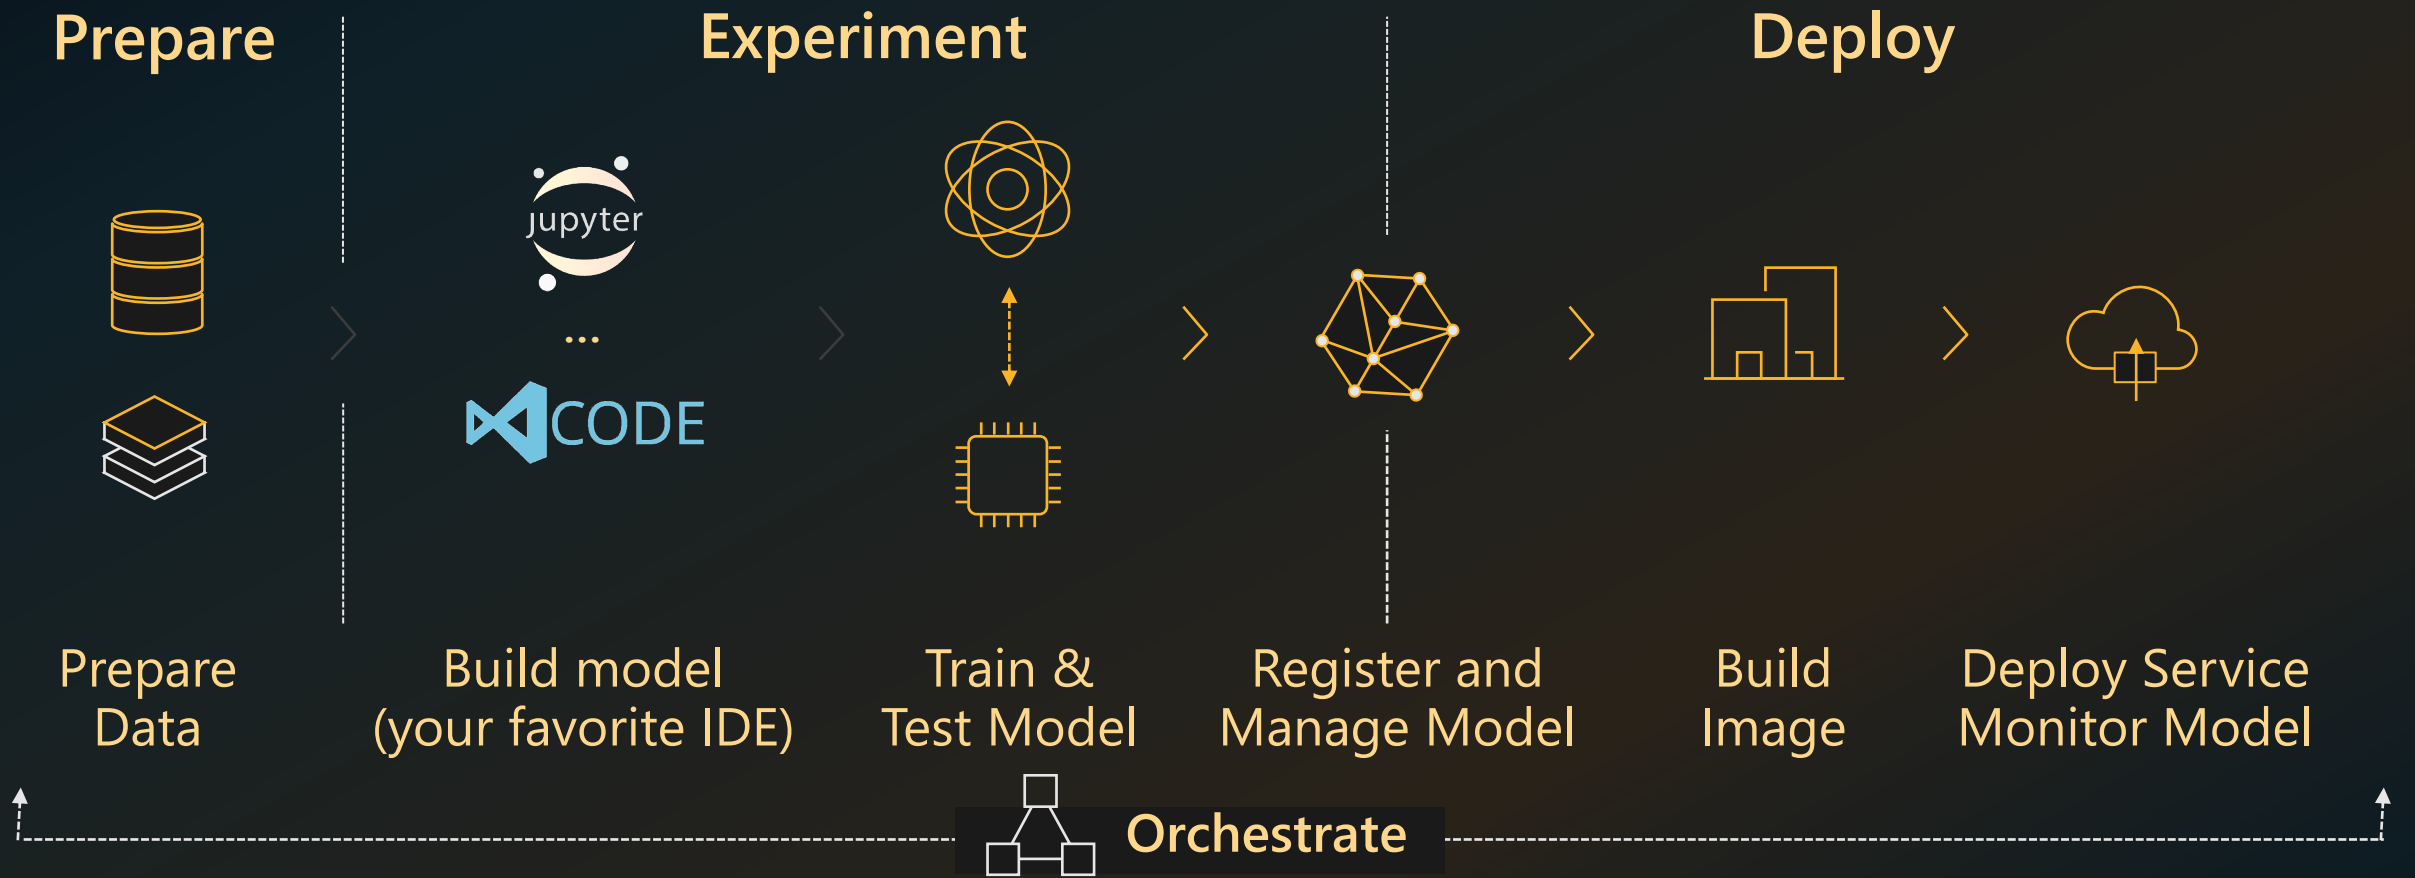 Prepare
Experiment
Deploy
jupyter
...
CODE
Prepare
Data
Build model
(your favorite IDE)
Train &
Test Model
Register and
Manage Model
Build
Image
Deploy Service
Monitor Model
Orchestrate